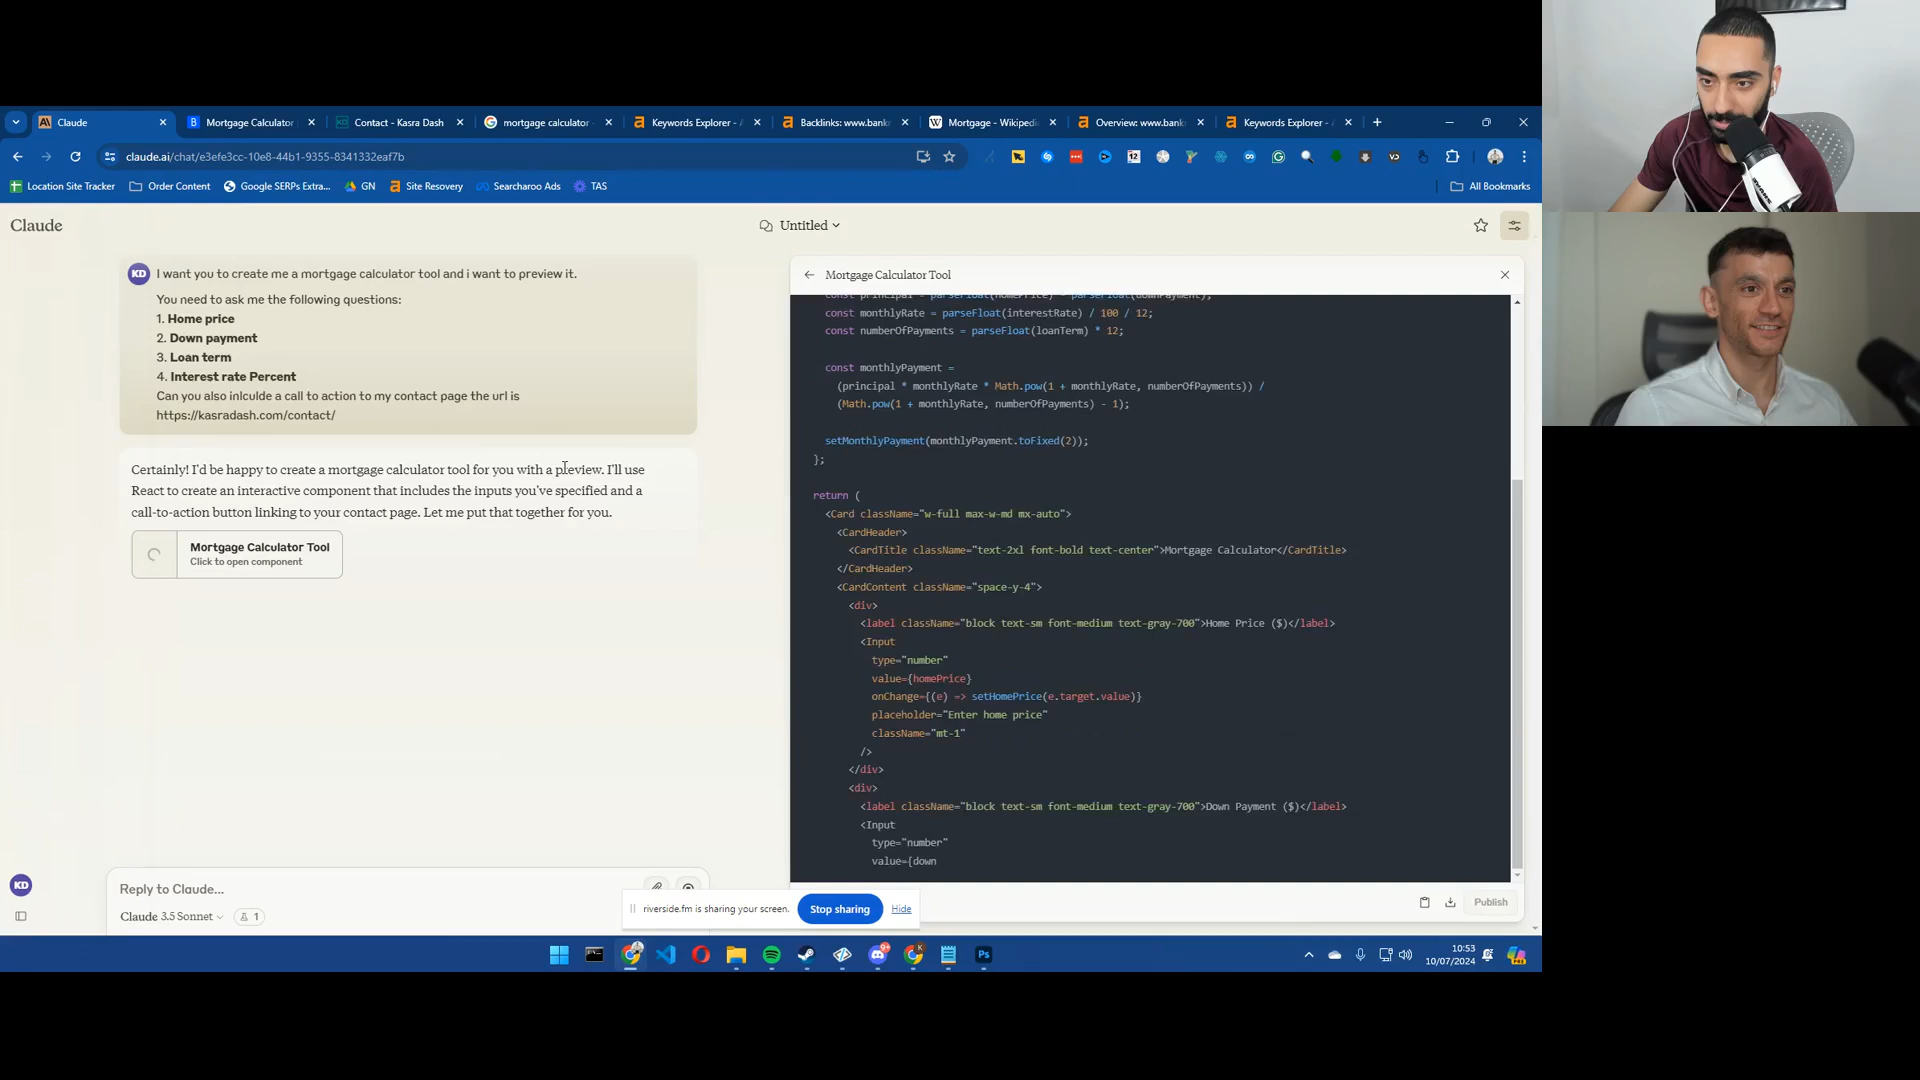 Claude
Mortgage Calculator
Contact - Kasra Dash
mortgage calculator -
Keywords Explorer -
Backlinks: www.bank
Mortgage - Wikipedi
Overview: www.bank
Keywords Explorer -
claude.ai/chat/e3efe3cc-10e8-44b1-9355-8341332eaf7b
Location Site Tracker
Order Content
Google SERPs Extra...
GN
Site Recovery
Searcharoo Ads
TAS
All Bookmarks
Claude
Untitled
KD
I want you to create me a mortgage calculator tool and i want to preview it.
You need to ask me the following questions:
1. Home price
2. Down payment
3. Loan term
4. Interest rate Percent
Can you also inlculde a call to action to my contact page the url is
https://kasradash.com/contact/
Certainly! I'd be happy to create a mortgage calculator tool for you with a preview. I'll use
React to create an interactive component that includes the inputs you've specified and a
call-to-action button linking to your contact page. Let me put that together for you.
Mortgage Calculator Tool
Click to open component
KD
Reply to Claude...
Claude 3.5 Sonnet
1
Mortgage Calculator Tool
const principal = parseFloat(homePrice) - parseFloat(downPayment);
const monthlyRate = parseFloat(interestRate) / 100 / 12;
const numberOfPayments = parseFloat(loanTerm) * 12;
const monthlyPayment =
(principal * monthlyRate * Math.pow(1 + monthlyRate, numberOfPayments)) /
(Math.pow(1 + monthlyRate, numberOfPayments) - 1);
setMonthlyPayment(monthlyPayment.toFixed(2));
};
return (
<Card className="w-full max-w-md mx-auto">
<CardHeader>
<CardTitle className="text-2xl font-bold text-center">Mortgage Calculator</CardTitle>
</CardHeader>
<CardContent className="space-y-4">
<div>
<label className="block text-sm font-medium text-gray-700">Home Price ($)</label>
<Input
type="number"
value={homePrice}
onChange={(e) => setHomePrice(e.target.value)}
placeholder="Enter home price"
className="mt-1"
/>
</div>
<div>
<label className="block text-sm font-medium text-gray-700">Down Payment ($)</label>
<Input
type="number"
value={down
Publish
riverside.fm is sharing your screen.
Stop sharing
Hide
10:53
10/07/2024